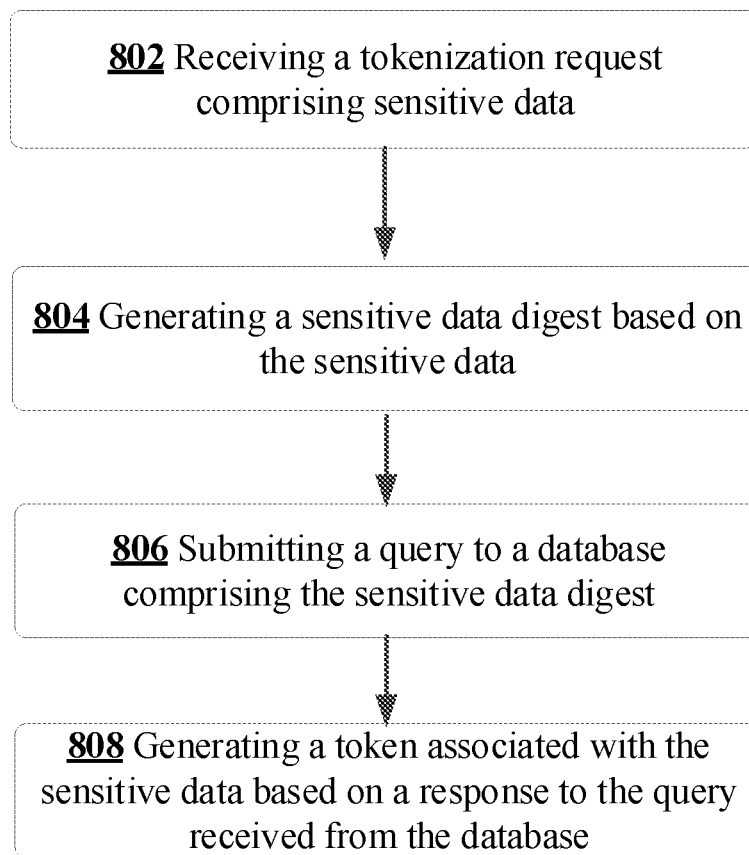 802 Receiving a tokenization request
comprising sensitive data
804 Generating a sensitive data digest based on
the sensitive data
806 Submitting a query to a database
comprising the sensitive data digest
808 Generating a token associated with the
sensitive data based on a response to the query
received from the database